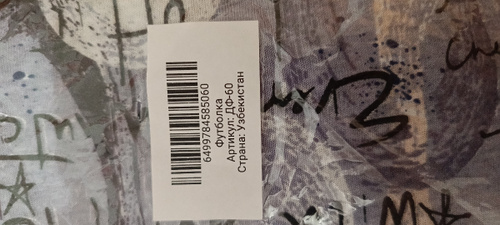 6499784585060
Футболка
Артикул: ДФ-60
Страна: Узбекистан